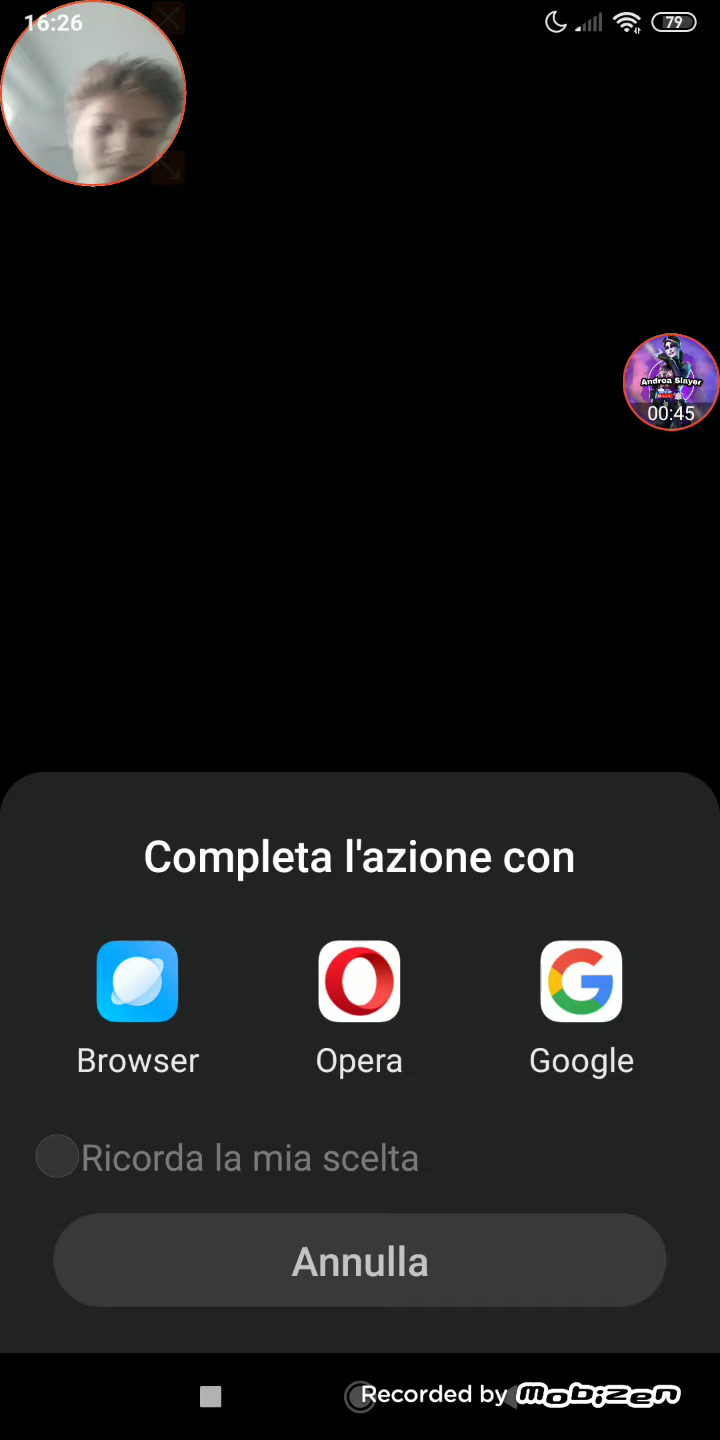 16:26
79
Andrea Slayer
00:45
Completa l'azione con
Browser
Opera
Google
Ricorda la mia scelta
Annulla
Recorded by mobizen